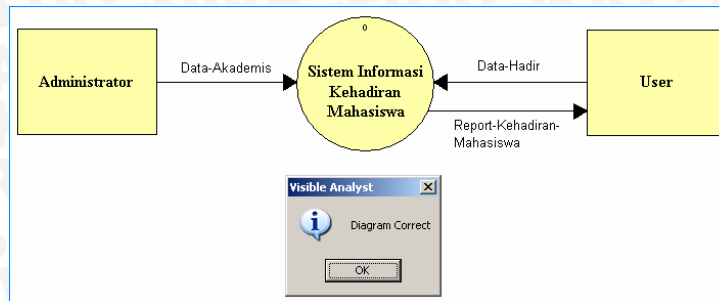 0
Administrator
Data-Akademis
Sistem Informasi
Kehadiran
Mahasiswa
Data-Hadir
User
Report-Kehadiran-
Mahasiswa
Visible Analyst
Diagram Correct
OK